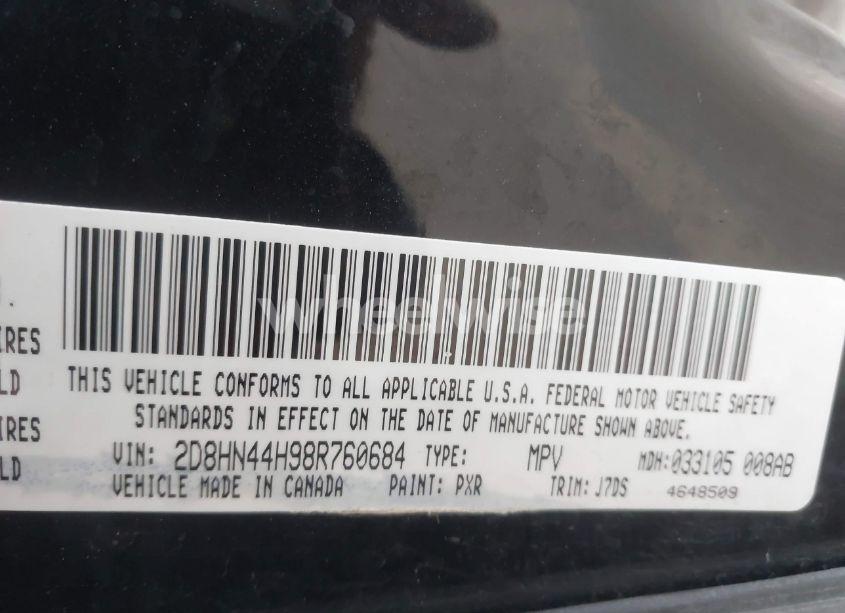 wheelwise
.
IRES
LD
IRES
LD
THIS VEHICLE CONFORMS TO ALL APPLICABLE U.S.A. FEDERAL MOTOR VEHICLE SAFETY
STANDARDS IN EFFECT ON THE DATE OF MANUFACTURE SHOWN ABOVE.
VIN: 2D8HN44H98R760684 TYPE: MPV MDH:033105 008AB
VEHICLE MADE IN CANADA PAINT: PXR TRIM: J7DS 4648509